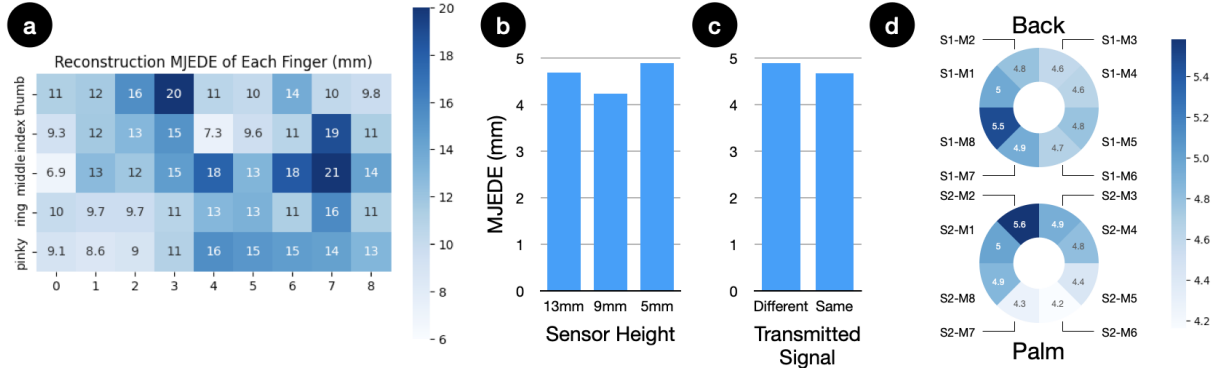 a
Reconstruction MJEDE of Each Finger (mm)
thumb 11 12 16 20 11 10 14 10 9.8
index 9.3 12 13 15 7.3 9.6 11 19 11
middle 6.9 13 12 15 18 13 18 21 14
ring 10 9.7 9.7 11 13 13 11 16 11
pinky 9.1 8.6 9 11 16 15 15 14 13
0 1 2 3 4 5 6 7 8
20
18
16
14
12
10
8
6
b
MJEDE (mm)
5
4
3
2
1
0
13mm 9mm 5mm
Sensor Height
c
5
4
3
2
1
0
Different Same
Transmitted
Signal
d
Back
S1-M2 S1-M3
S1-M1 S1-M4
S1-M8 S1-M5
S1-M7 S1-M6
4.8 4.6
5 4.6
5.5 4.8
4.9 4.7
S2-M2 S2-M3
S2-M1 S2-M4
S2-M8 S2-M5
S2-M7 S2-M6
5.6 4.9
5 4.8
4.9 4.4
4.3 4.2
Palm
5.4
5.2
5.0
4.8
4.6
4.4
4.2